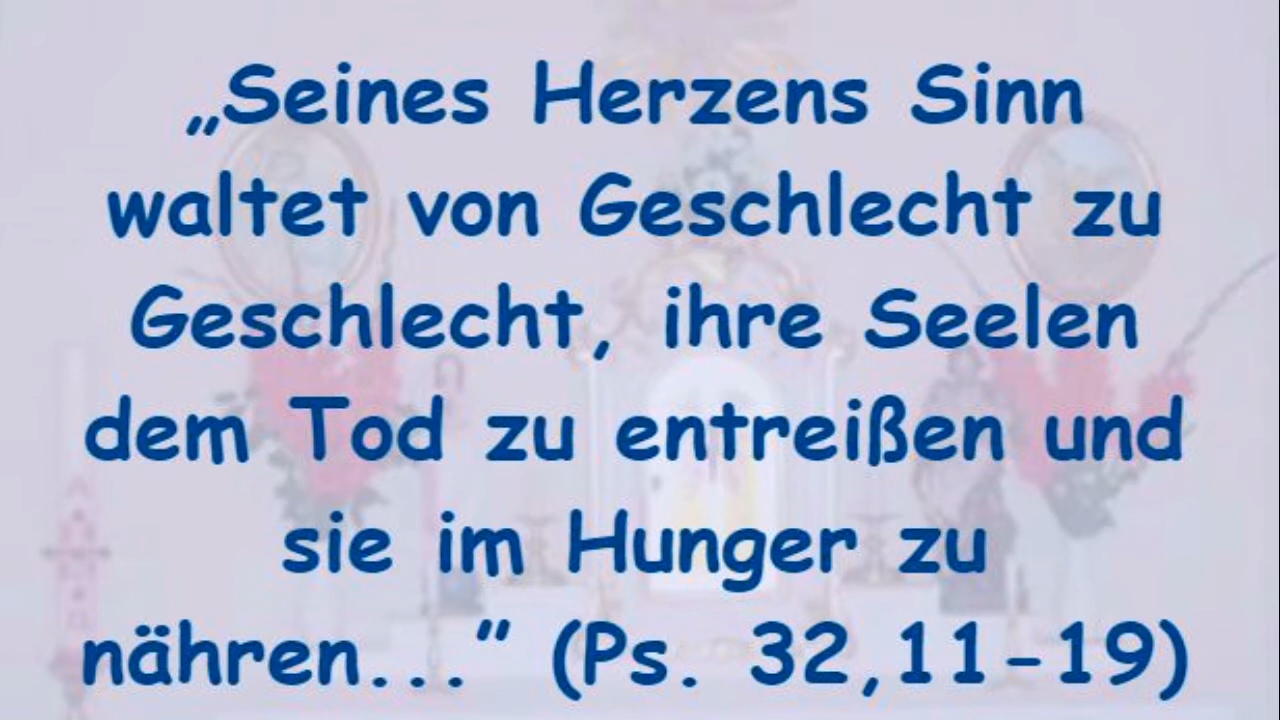 „Seines Herzens Sinn
waltet von Geschlecht zu
Geschlecht, ihre Seelen
dem Tod zu entreißen und
sie im Hunger zu
nähren...” (Ps. 32,11-19)